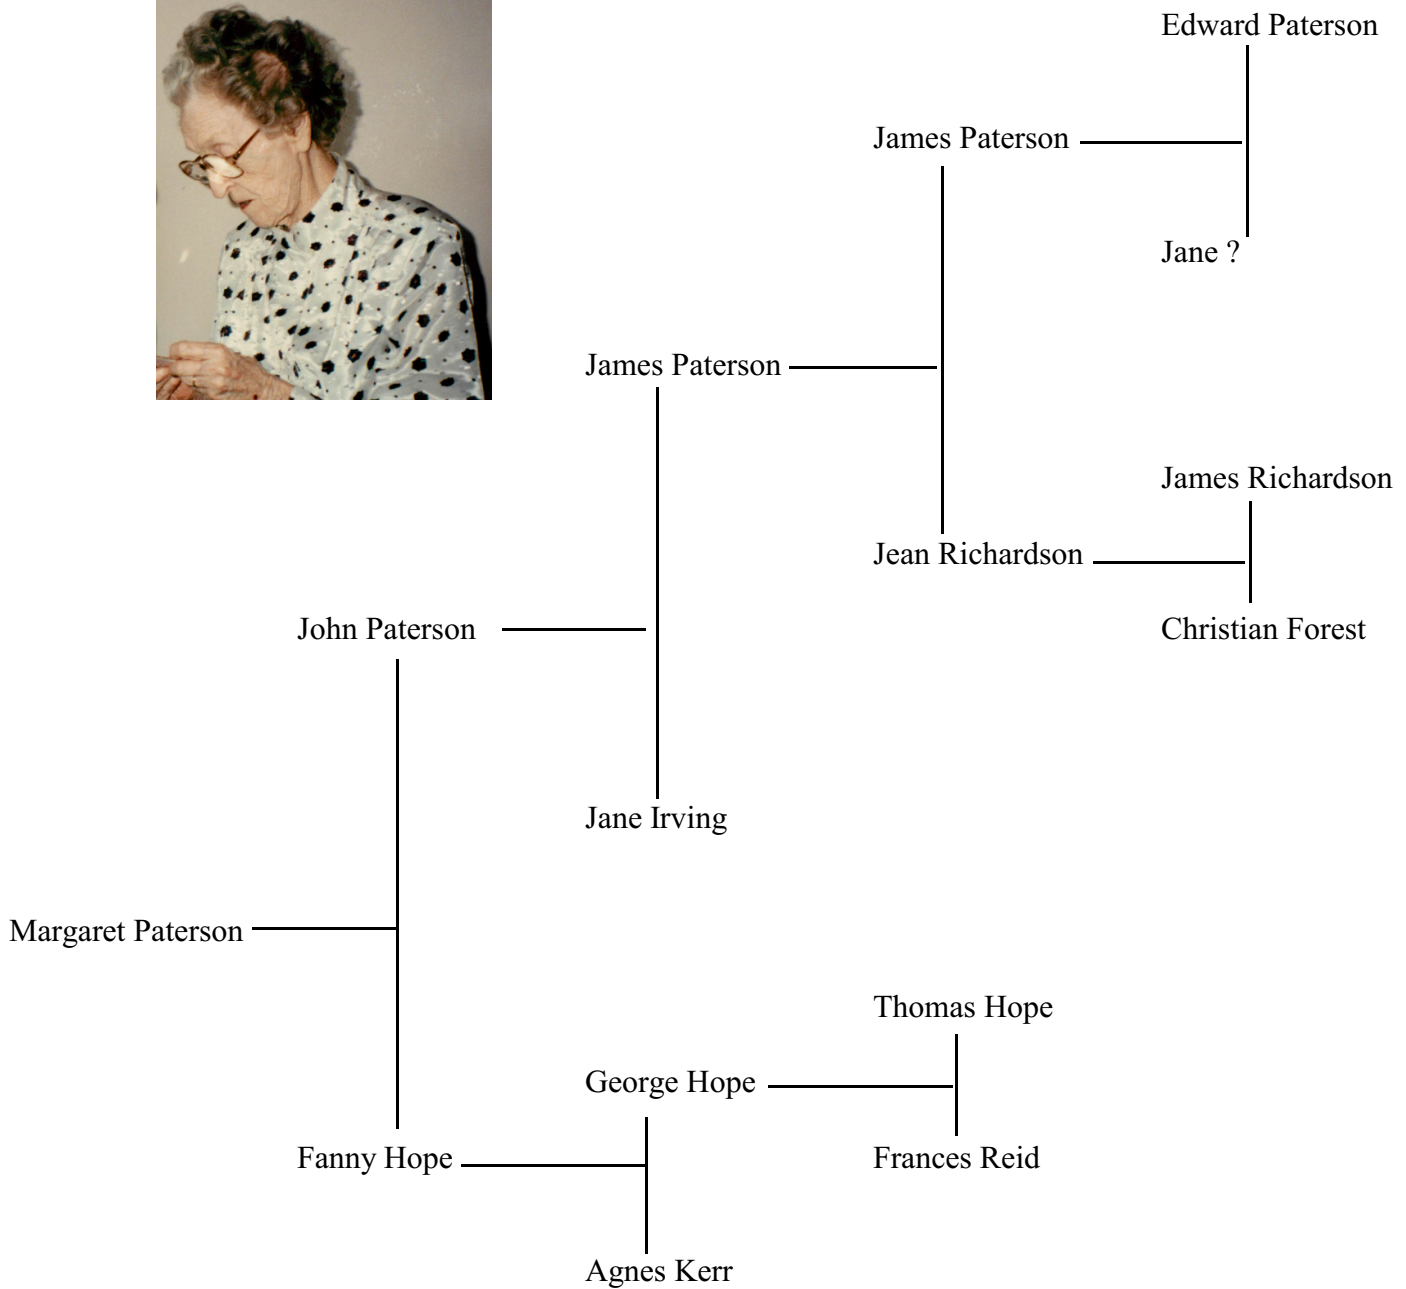 Edward Paterson
James Paterson
Jane ?
James Paterson
James Richardson
Jean Richardson
John Paterson
Christian Forest
Jane Irving
Margaret Paterson
Thomas Hope
George Hope
Fanny Hope
Frances Reid
Agnes Kerr